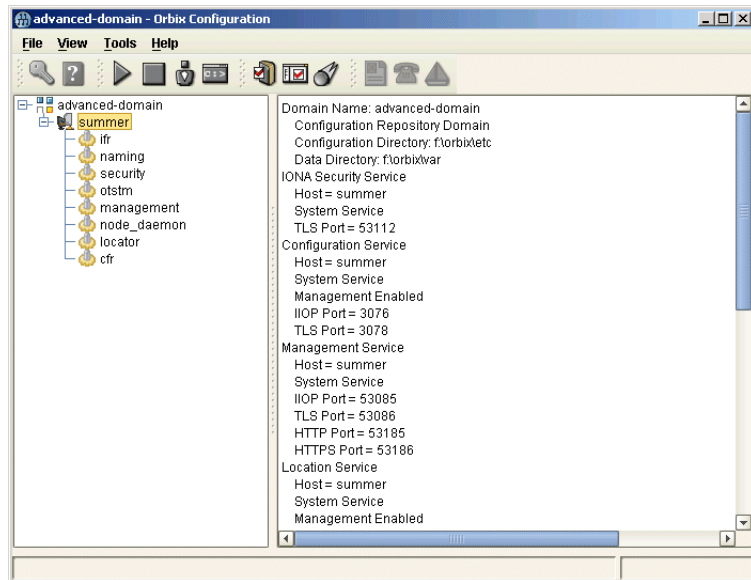 advanced-domain - Orbix Configuration
File View Tools Help
advanced-domain
summer
ifr
naming
security
otstm
management
node_daemon
locator
cfr
Domain Name: advanced-domain
Configuration Repository Domain
Configuration Directory: f:\orbix\etc
Data Directory: f:\orbix\var
IONA Security Service
Host = summer
System Service
TLS Port = 53112
Configuration Service
Host = summer
System Service
Management Enabled
IIOP Port = 3076
TLS Port = 3078
Management Service
Host = summer
System Service
IIOP Port = 53085
TLS Port = 53086
HTTP Port = 53185
HTTPS Port = 53186
Location Service
Host = summer
System Service
Management Enabled